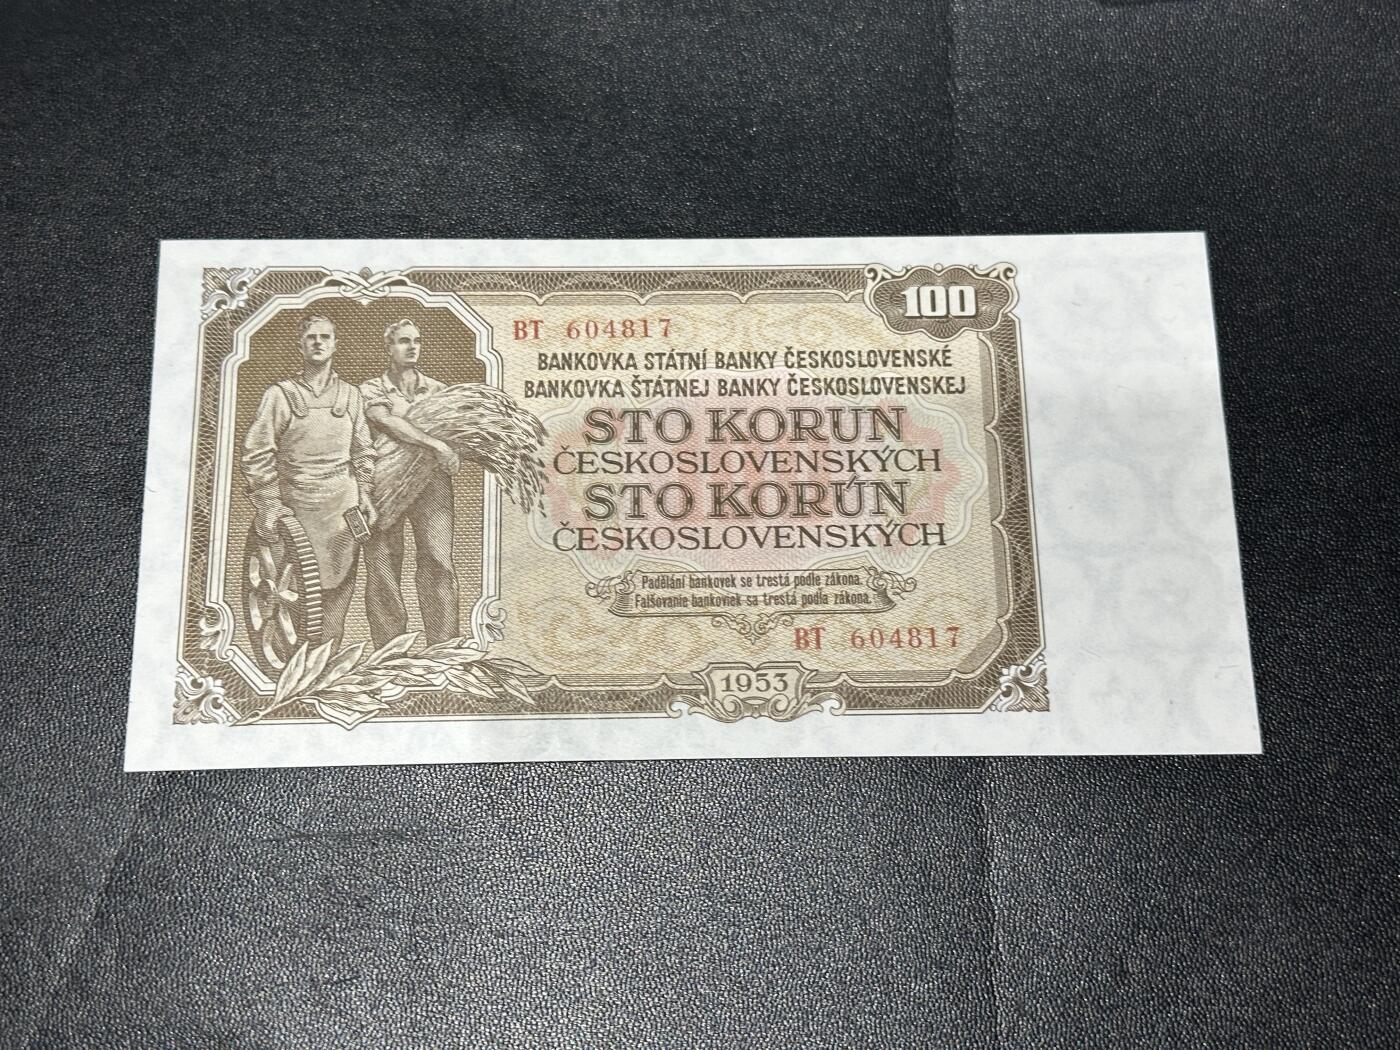 100
BT 604817
BANKOVKA STÁTNÍ BANKY ČESKOSLOVENSKÉ
BANKOVKA ŠTÁTNEJ BANKY ČESKOSLOVENSKEJ
STO KORUN
ČESKOSLOVENSKÝCH
STO KORÚN
ČESKOSLOVENSKÝCH
Padělání bankovek se trestá podle zákona.
Falšovanie bankoviek sa trestá podľa zákona.
BT 604817
1953